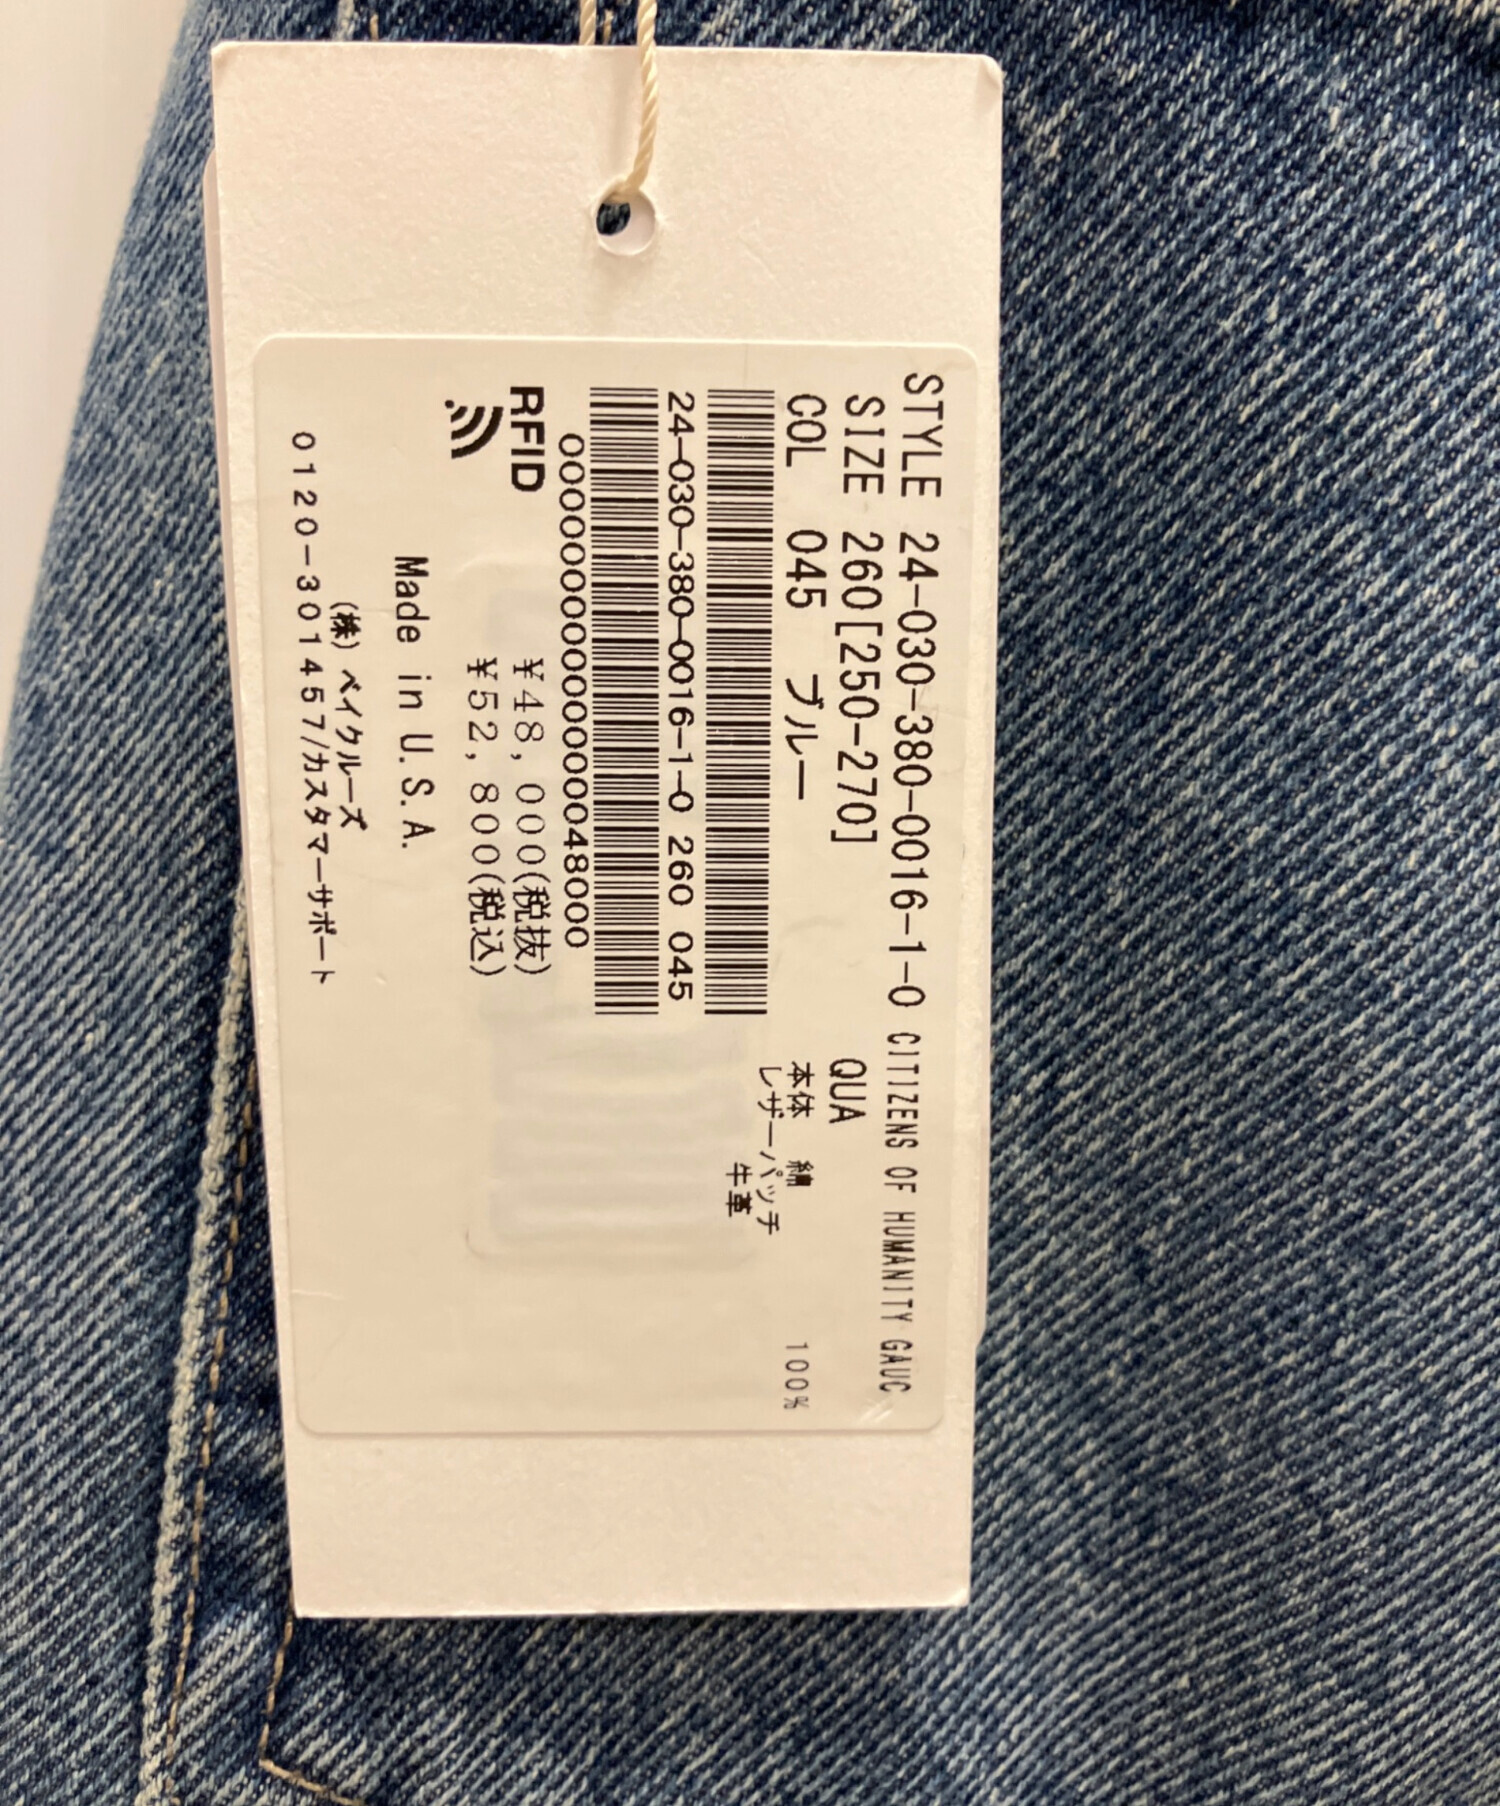 STYLE 24-030-380-0016-1-0 CITIZENS OF HUMANITY GAUC
SIZE 260[250-270]
QUA
COL 045 ブルー
本体 綿 100%
レザーパッチ
牛革
24-030-380-0016-1-0 260 045
0000000000000000048000
RFID
¥48,000(税抜)
¥52,800(税込)
Made in U.S.A.
(株) ベイクルーズ
0120-301457/カスタマーサポート